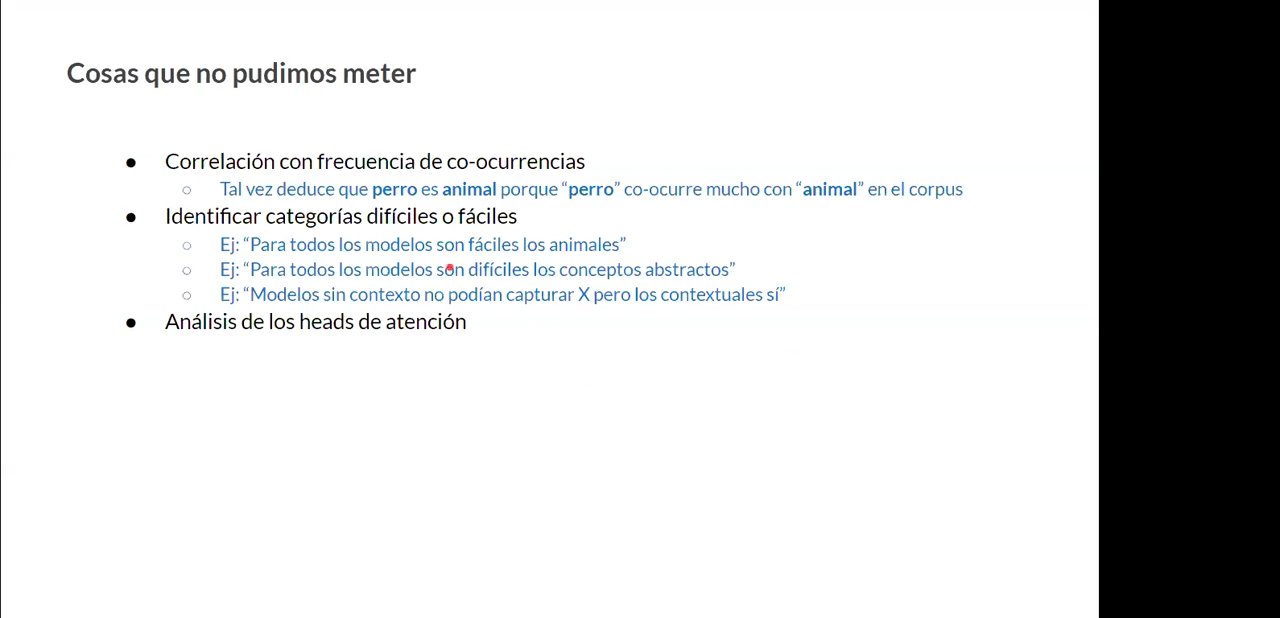 Cosas que no pudimos meter
● Correlación con frecuencia de co-ocurrencias
○ Tal vez deduce que perro es animal porque “perro” co-ocurre mucho con “animal” en el corpus
● Identificar categorías difíciles o fáciles
○ Ej: “Para todos los modelos son fáciles los animales”
○ Ej: “Para todos los modelos son difíciles los conceptos abstractos”
○ Ej: “Modelos sin contexto no podían capturar X pero los contextuales sí”
● Análisis de los heads de atención